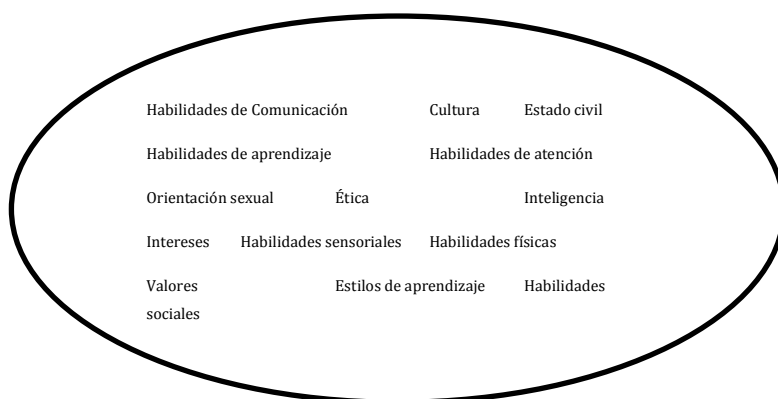 Habilidades de Comunicación Cultura Estado civil
Habilidades de aprendizaje Habilidades de atención
Orientación sexual Ética Inteligencia
Intereses Habilidades sensoriales Habilidades físicas
Valores Estilos de aprendizaje Habilidades
sociales